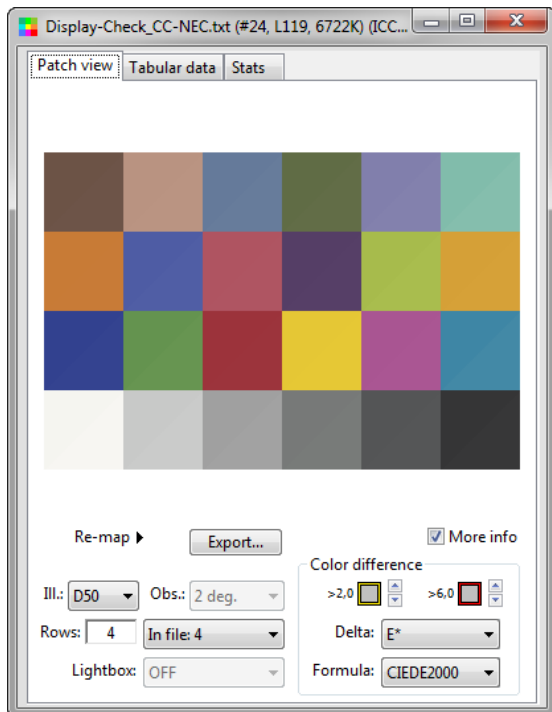 Display-Check_CC-NEC.txt (#24, L119, 6722K) (ICC...
Patch view Tabular data Stats
Re-map Export... More info
Color difference
Ill.: D50 Obs.: 2 deg. >2,0 >6,0
Rows: 4 In file: 4 Delta: E*
Lightbox: OFF Formula: CIEDE2000